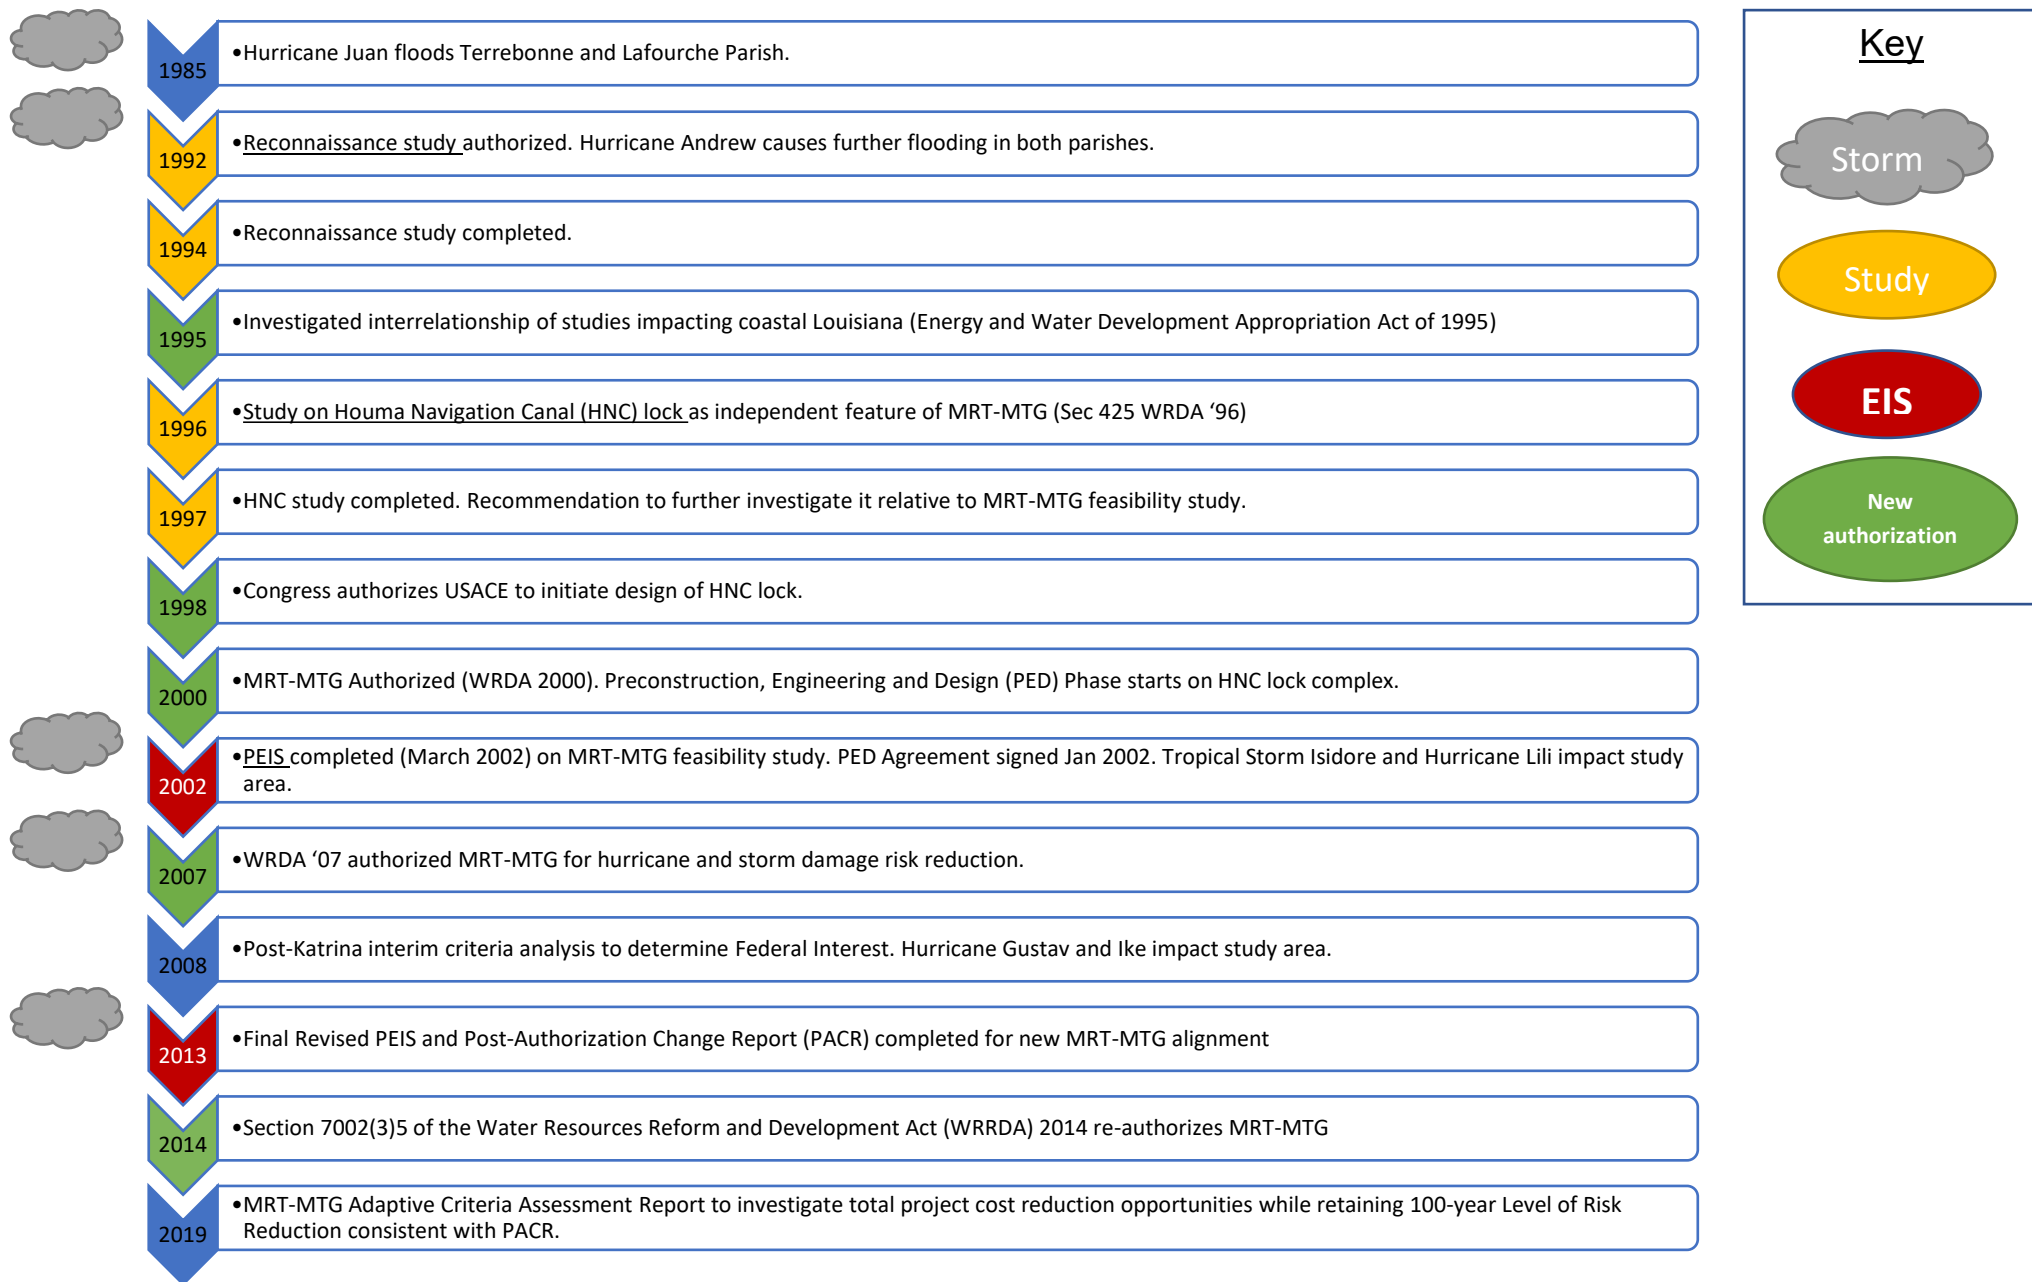 1985
•Hurricane Juan floods Terrebonne and Lafourche Parish.
1992
•Reconnaissance study authorized. Hurricane Andrew causes further flooding in both parishes.
1994
•Reconnaissance study completed.
1995
•Investigated interrelationship of studies impacting coastal Louisiana (Energy and Water Development Appropriation Act of 1995)
1996
•Study on Houma Navigation Canal (HNC) lock as independent feature of MRT-MTG (Sec 425 WRDA ‘96)
1997
•HNC study completed. Recommendation to further investigate it relative to MRT-MTG feasibility study.
1998
•Congress authorizes USACE to initiate design of HNC lock.
2000
•MRT-MTG Authorized (WRDA 2000). Preconstruction, Engineering and Design (PED) Phase starts on HNC lock complex.
2002
•PEIS completed (March 2002) on MRT-MTG feasibility study. PED Agreement signed Jan 2002. Tropical Storm Isidore and Hurricane Lili impact study
area.
2007
•WRDA ‘07 authorized MRT-MTG for hurricane and storm damage risk reduction.
2008
•Post-Katrina interim criteria analysis to determine Federal Interest. Hurricane Gustav and Ike impact study area.
2013
•Final Revised PEIS and Post-Authorization Change Report (PACR) completed for new MRT-MTG alignment
2014
•Section 7002(3)5 of the Water Resources Reform and Development Act (WRRDA) 2014 re-authorizes MRT-MTG
2019
•MRT-MTG Adaptive Criteria Assessment Report to investigate total project cost reduction opportunities while retaining 100-year Level of Risk
Reduction consistent with PACR.
Key
Storm
Study
EIS
New
authorization